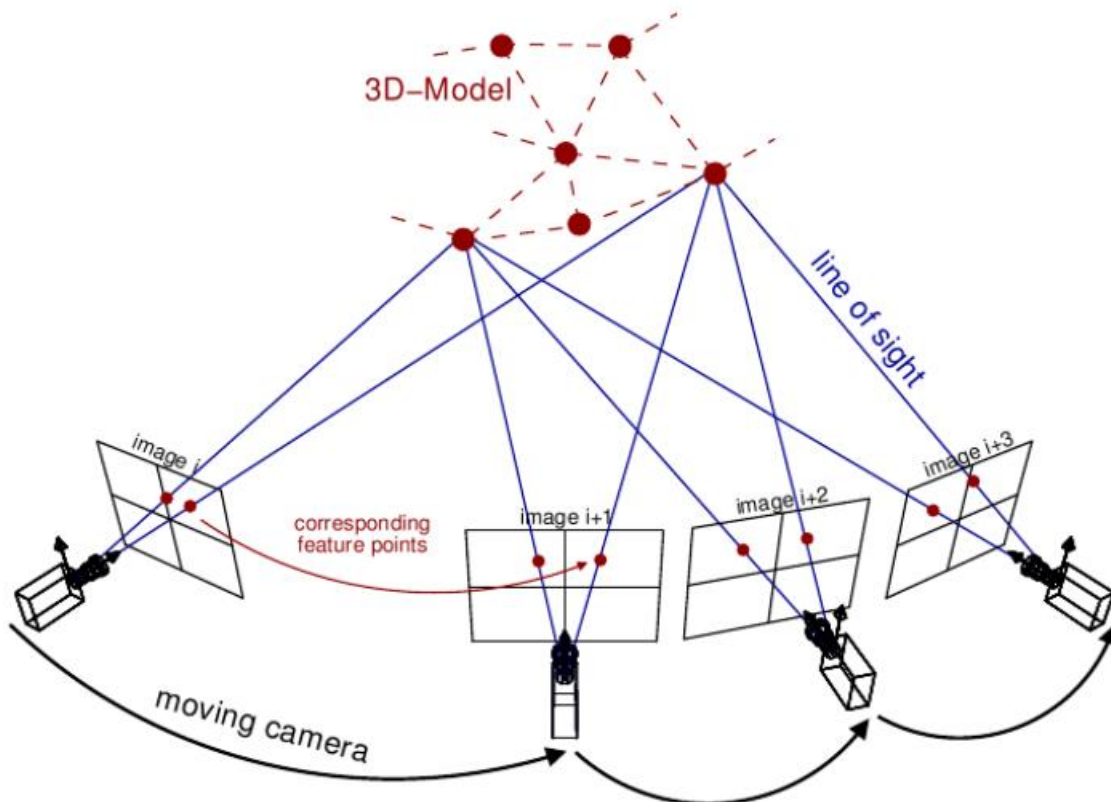 3D-Model
line of sight
image i
image i+3
image i+2
image i+1
corresponding
feature points
moving camera